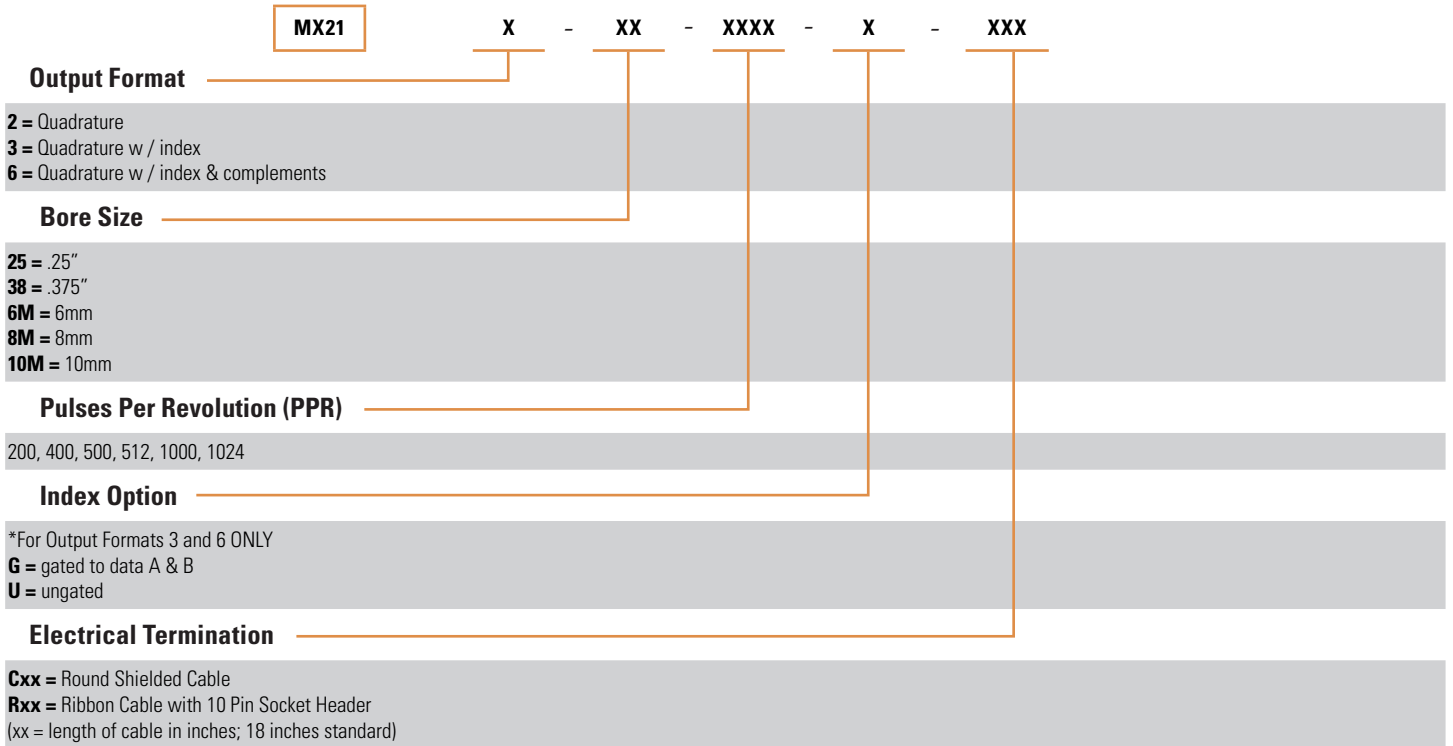 MX21 X - XX - XXXX - X - XXX
Output Format
2 = Quadrature
3 = Quadrature w / index
6 = Quadrature w / index & complements
Bore Size
25 = .25”
38 = .375”
6M = 6mm
8M = 8mm
10M = 10mm
Pulses Per Revolution (PPR)
200, 400, 500, 512, 1000, 1024
Index Option
*For Output Formats 3 and 6 ONLY
G = gated to data A & B
U = ungated
Electrical Termination
Cxx = Round Shielded Cable
Rxx = Ribbon Cable with 10 Pin Socket Header
(xx = length of cable in inches; 18 inches standard)